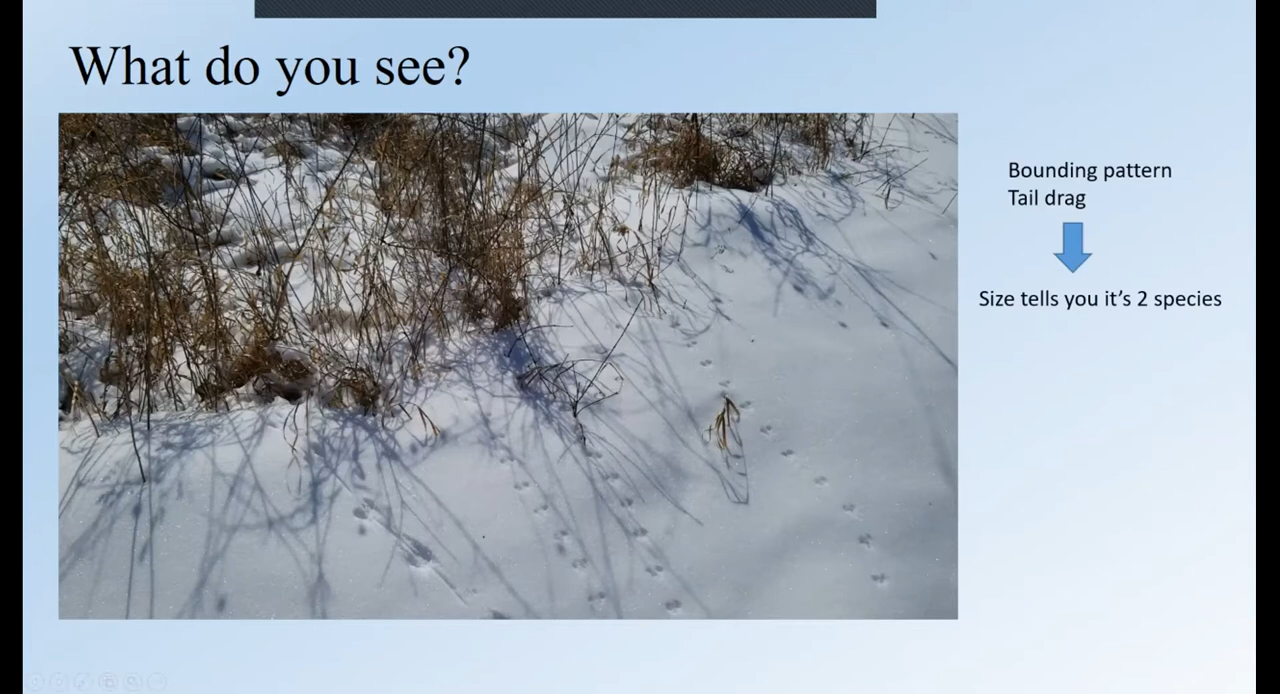 What do you see?
Bounding pattern
Tail drag
Size tells you it's 2 species